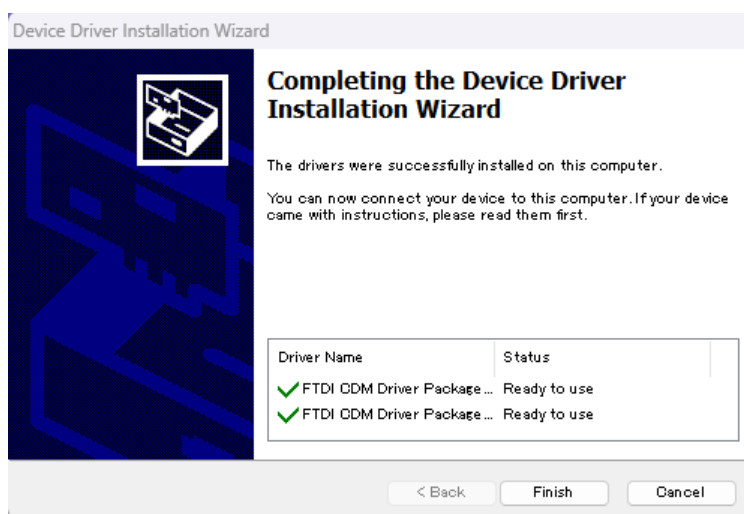 Device Driver Installation Wizard
Completing the Device Driver
Installation Wizard
The drivers were successfully installed on this computer.
You can now connect your device to this computer. If your device
came with instructions, please read them first.
Driver Name Status
FTDI CDM Driver Package... Ready to use
FTDI CDM Driver Package... Ready to use
< Back Finish Cancel